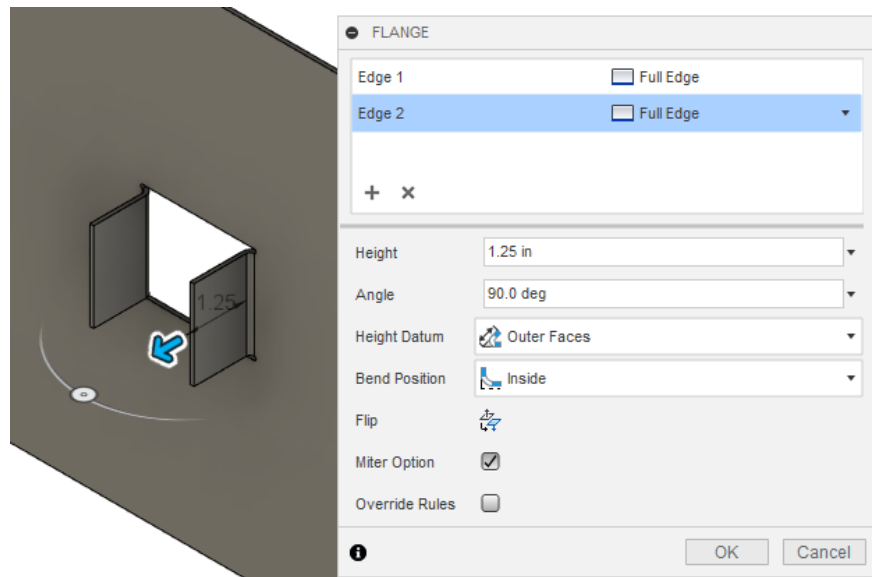 FLANGE
Edge 1 Full Edge
Edge 2 Full Edge
Height 1.25 in
Angle 90.0 deg
1.25
Height Datum Outer Faces
Bend Position Inside
Flip
Miter Option
Override Rules
OK Cancel